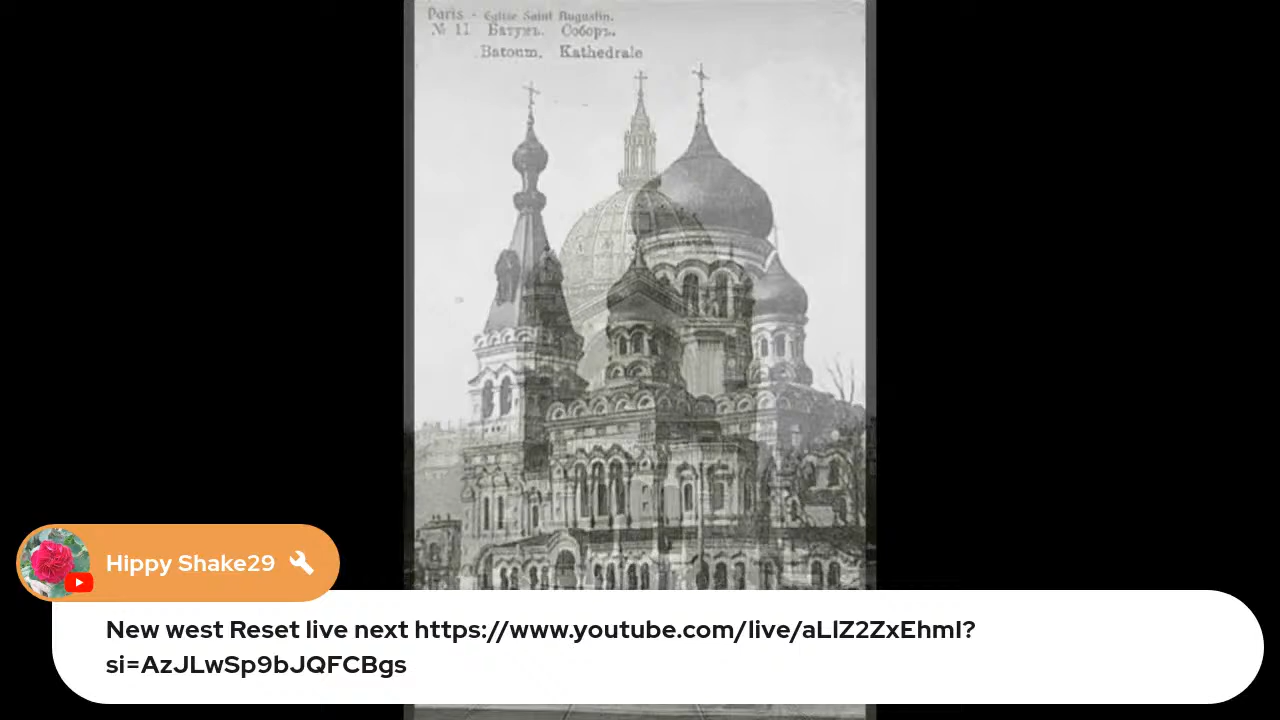 Paris - Eglise Saint Augustin.
№ 11 Батумъ. Соборъ.
Batoum, Kathedrale
Hippy Shake29
New west Reset live next https://www.youtube.com/live/aLlZ2ZxEhmI?
si=AzJLwSp9bJQFCBgs